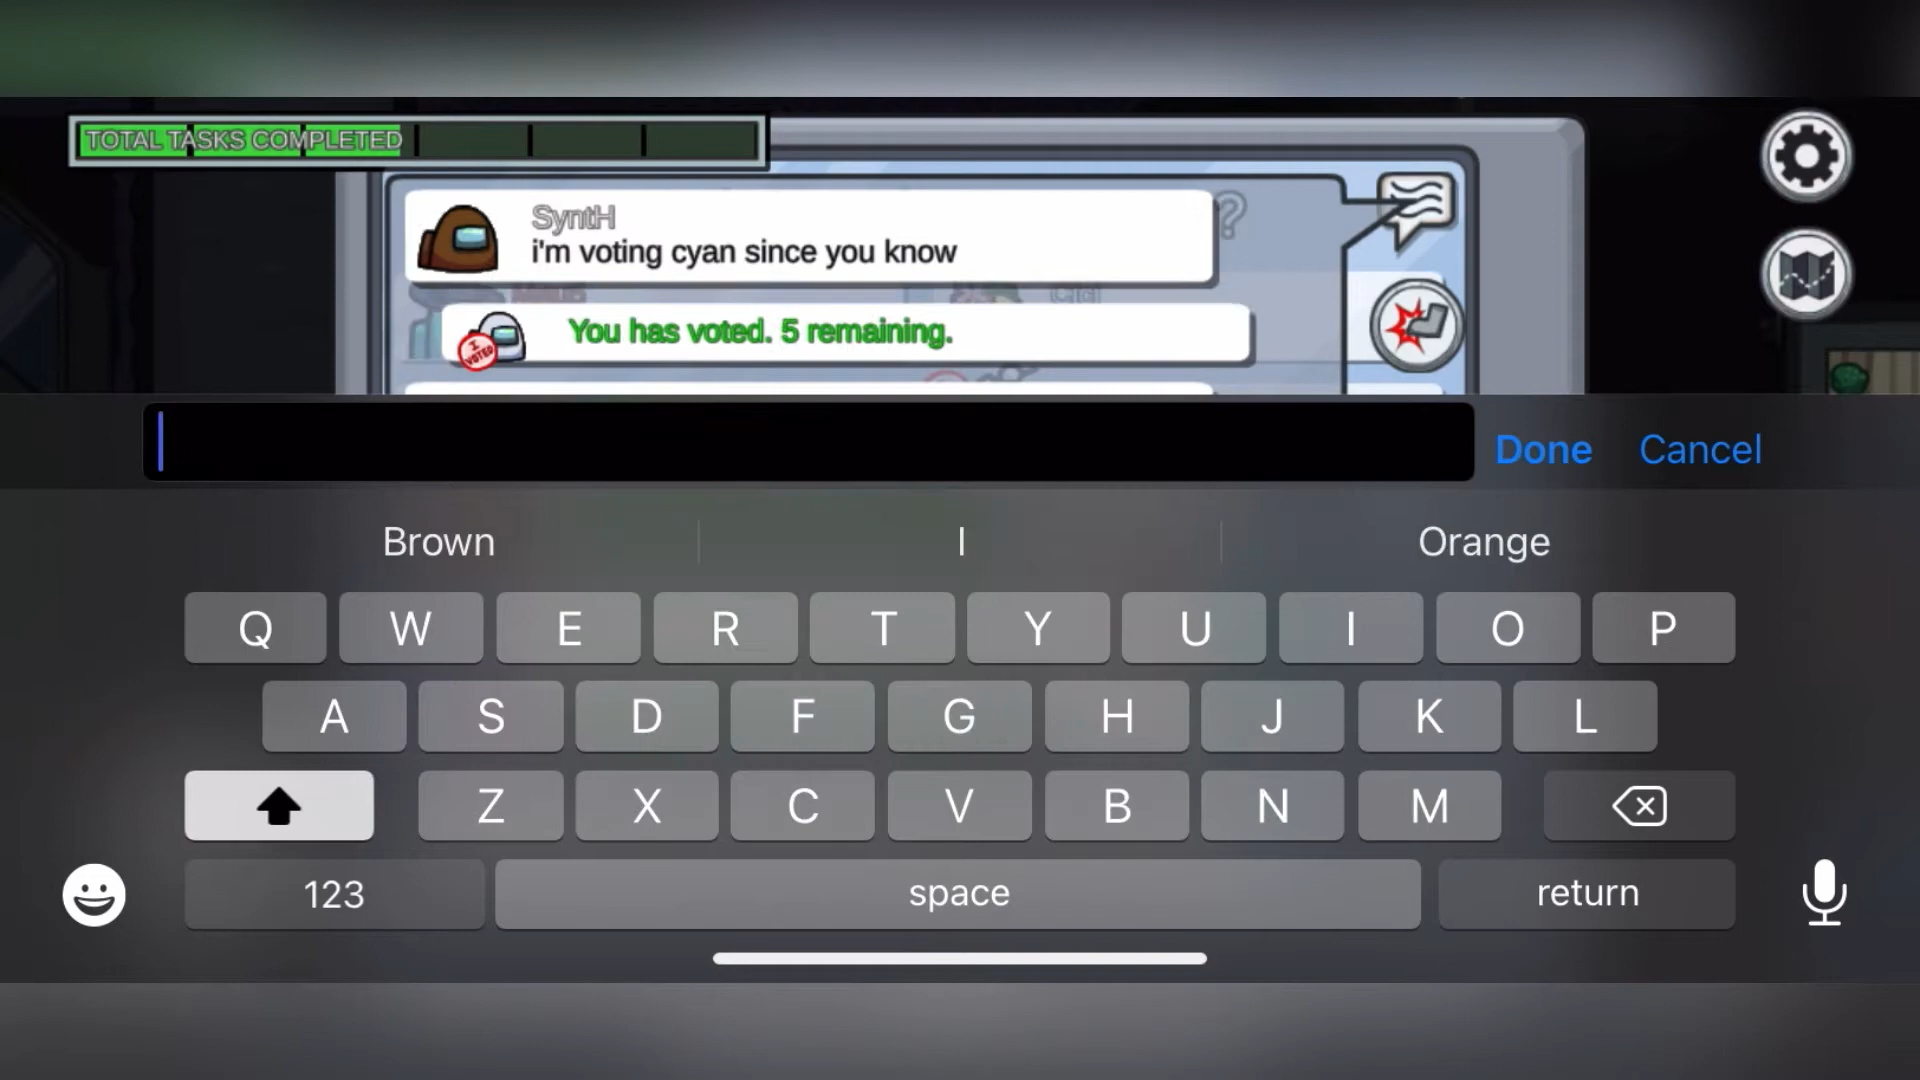 TOTAL TASKS COMPLETED
SyntH
i'm voting cyan since you know
?
I VOTED
You has voted. 5 remaining.
Done Cancel
Brown I Orange
Q W E R T Y U I O P
A S D F G H J K L
Z X C V B N M
123 space return